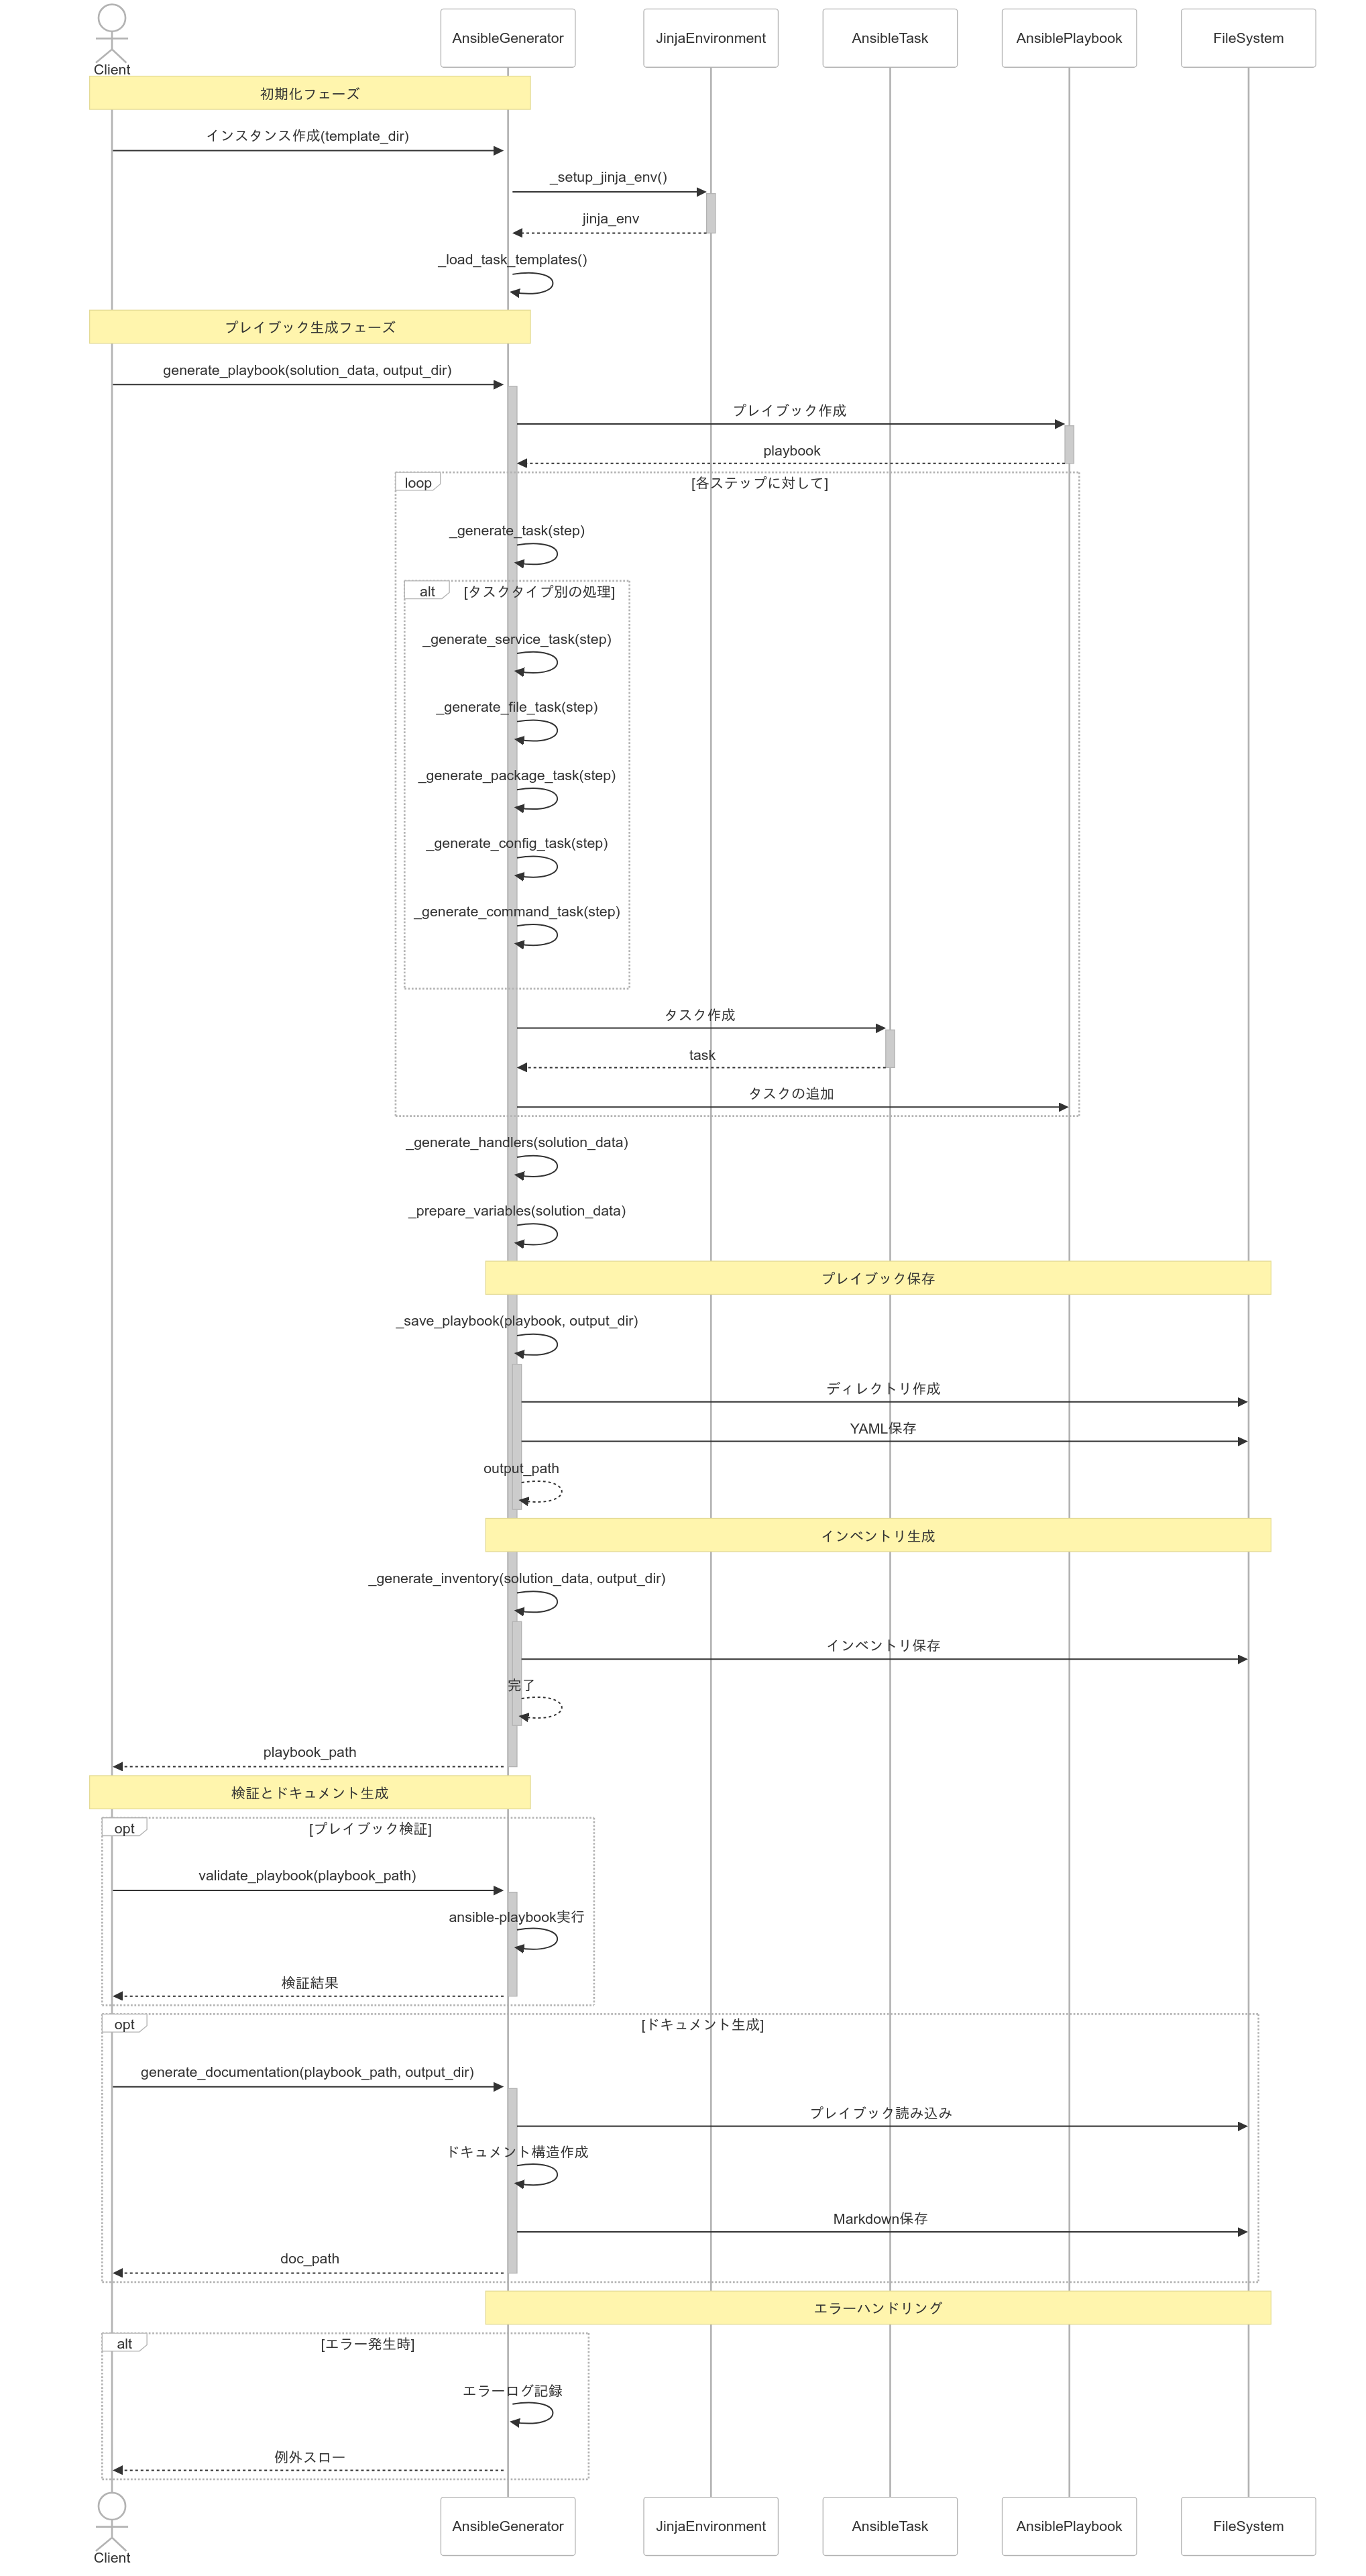 Client
AnsibleGenerator
JinjaEnvironment
AnsibleTask
AnsiblePlaybook
FileSystem
初期化フェーズ
インスタンス作成(template_dir)
_setup_jinja_env()
jinja_env
_load_task_templates()
プレイブック生成フェーズ
generate_playbook(solution_data, output_dir)
プレイブック作成
playbook
loop
[各ステップに対して]
_generate_task(step)
alt
[タスクタイプ別の処理]
_generate_service_task(step)
_generate_file_task(step)
_generate_package_task(step)
_generate_config_task(step)
_generate_command_task(step)
タスク作成
task
タスクの追加
_generate_handlers(solution_data)
_prepare_variables(solution_data)
プレイブック保存
_save_playbook(playbook, output_dir)
ディレクトリ作成
YAML保存
output_path
インベントリ生成
_generate_inventory(solution_data, output_dir)
インベントリ保存
完了
playbook_path
検証とドキュメント生成
opt
[プレイブック検証]
validate_playbook(playbook_path)
ansible-playbook実行
検証結果
opt
[ドキュメント生成]
generate_documentation(playbook_path, output_dir)
プレイブック読み込み
ドキュメント構造作成
Markdown保存
doc_path
エラーハンドリング
alt
[エラー発生時]
エラーログ記録
例外スロー
Client
AnsibleGenerator
JinjaEnvironment
AnsibleTask
AnsiblePlaybook
FileSystem